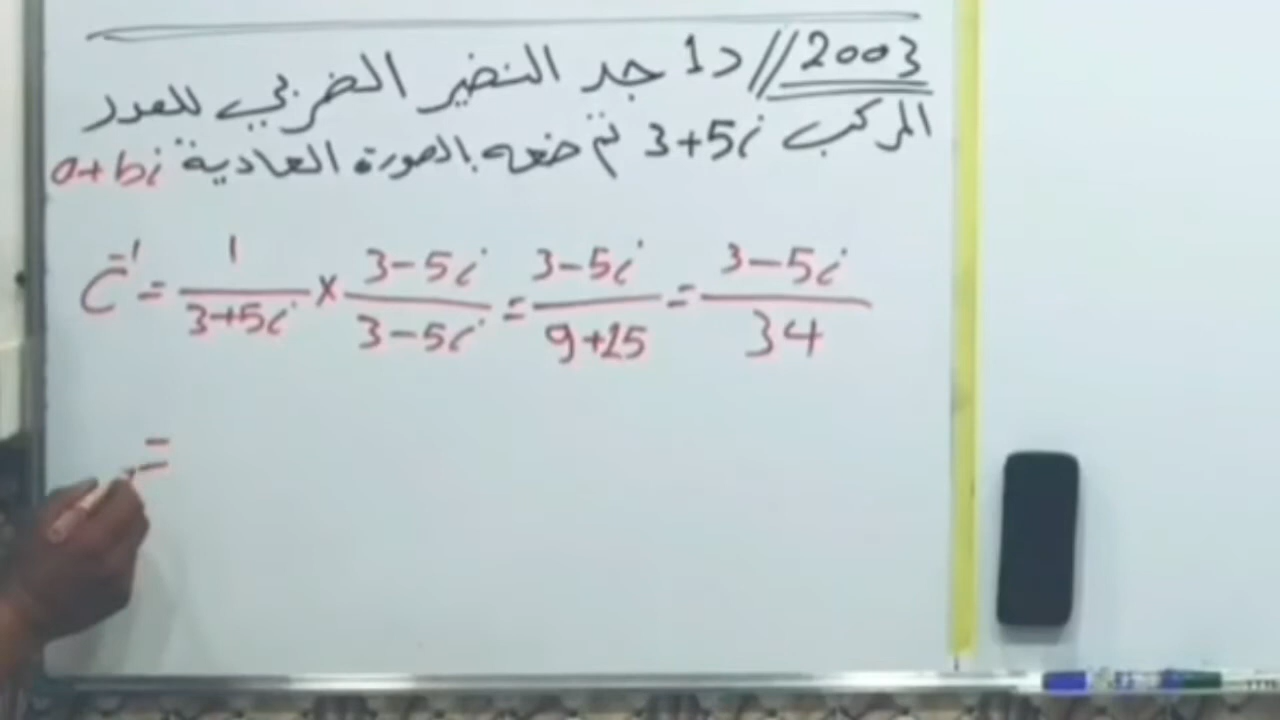 2003// د1 جد النضير الضربي للعدد
المركب 3+5i ثم ضعه بالصورة العادية a+bi
C⁻¹ = 1/(3+5i) × (3-5i)/(3-5i) = (3-5i)/(9+25) = (3-5i)/34
=